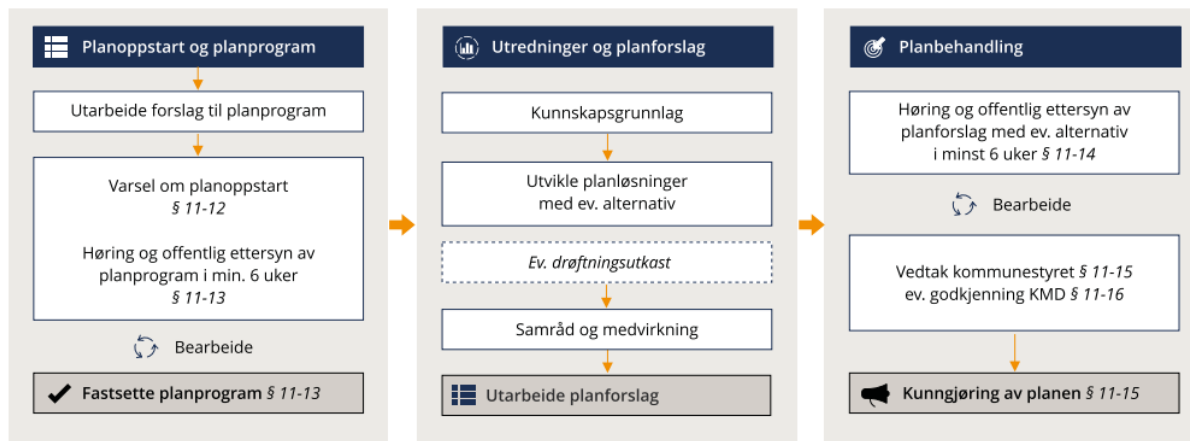 Planoppstart og planprogram
Utarbeide forslag til planprogram
Varsel om planoppstart
§ 11-12
Høring og offentlig ettersyn av
planprogram i min. 6 uker
§ 11-13
Bearbeide
Fastsette planprogram § 11-13
Utredninger og planforslag
Kunnskapsgrunnlag
Utvikle planløsninger
med ev. alternativ
Ev. drøftningsutkast
Samråd og medvirkning
Utarbeide planforslag
Planbehandling
Høring og offentlig ettersyn av
planforslag med ev. alternativ
i minst 6 uker § 11-14
Bearbeide
Vedtak kommunestyret § 11-15
ev. godkjenning KMD § 11-16
Kunngjøring av planen § 11-15